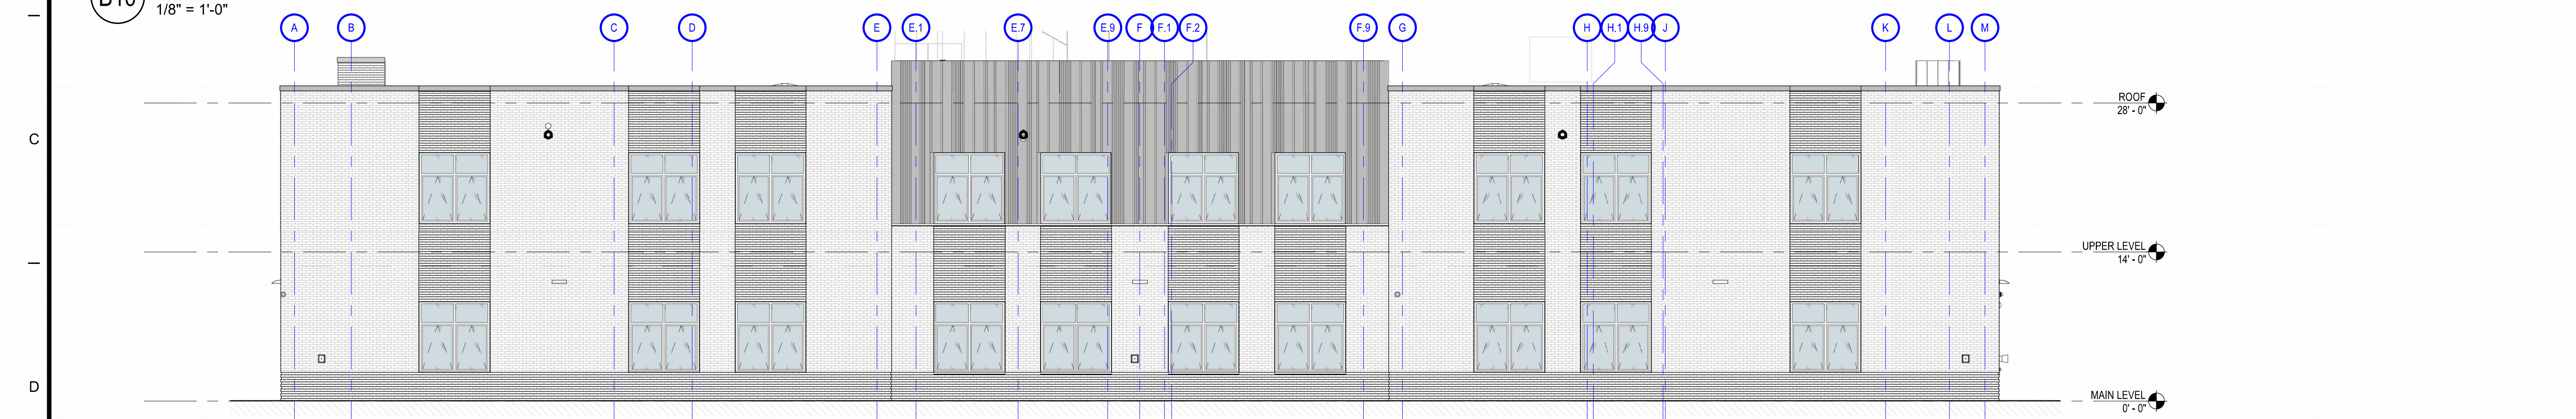 B10
1/8" = 1'-0"
A B C D E E.1 E.7 E.9 F F.1 F.2 F.9 G H H.1 H.9 J K L M
ROOF
28' - 0"
C
UPPER LEVEL
14' - 0"
D
MAIN LEVEL
0' - 0"